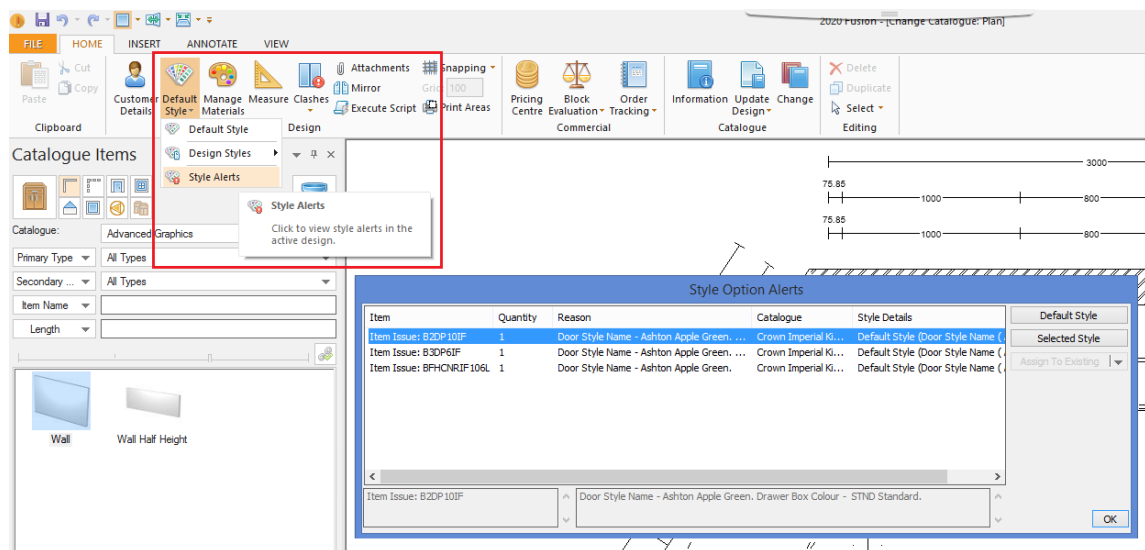 2020 Fusion - [Change Catalogue: Plan]
FILE HOME INSERT ANNOTATE VIEW
Paste
Cut
Copy
Clipboard
Customer Details
Default Style
Manage Materials
Measure
Clashes
Attachments
Mirror
Execute Script
Snapping
Grid: 100
Print Areas
Design
Pricing Centre
Block Evaluation
Order Tracking
Commercial
Information
Update Design
Change
Catalogue
Delete
Duplicate
Select
Editing
Default Style
Design Styles
Style Alerts
Style Alerts
Click to view style alerts in the
active design.
Catalogue Items
Catalogue: Advanced Graphics
Primary Type All Types
Secondary ... All Types
Item Name
Length
Wall
Wall Half Height
3000
75.85
1000 800
75.85
1000 800
Style Option Alerts
Item Quantity Reason Catalogue Style Details
Item Issue: B2DP10IF 1 Door Style Name - Ashton Apple Green. ... Crown Imperial Ki... Default Style (Door Style Name (
Item Issue: B3DP6IF 1 Door Style Name - Ashton Apple Green. ... Crown Imperial Ki... Default Style (Door Style Name (
Item Issue: BFHCNRIF106L 1 Door Style Name - Ashton Apple Green. Crown Imperial Ki... Default Style (Door Style Name (
Default Style
Selected Style
Assign To Existing
Item Issue: B2DP10IF
Door Style Name - Ashton Apple Green. Drawer Box Colour - STND Standard.
OK